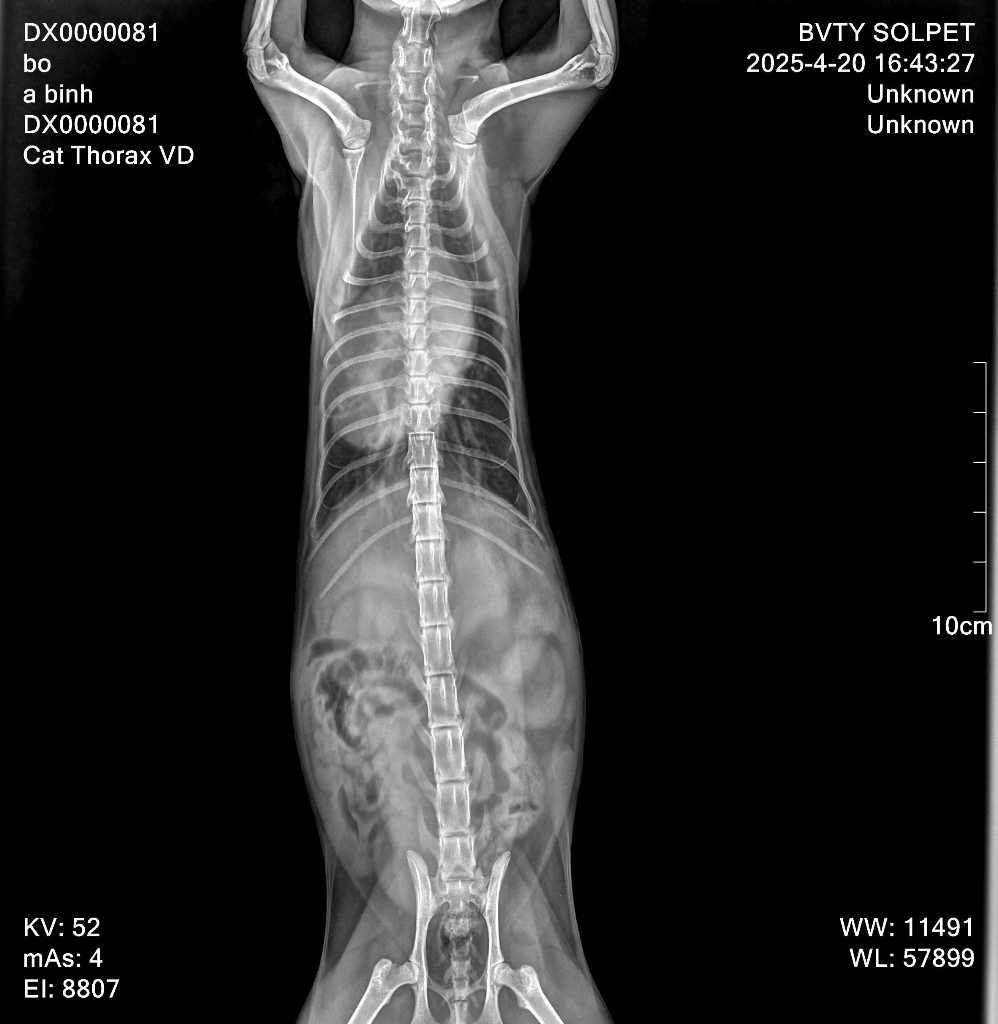 DX0000081
bo
a binh
DX0000081
Cat Thorax VD
BVTY SOLPET
2025-4-20 16:43:27
Unknown
Unknown
10cm
KV: 52
mAs: 4
EI: 8807
WW: 11491
WL: 57899